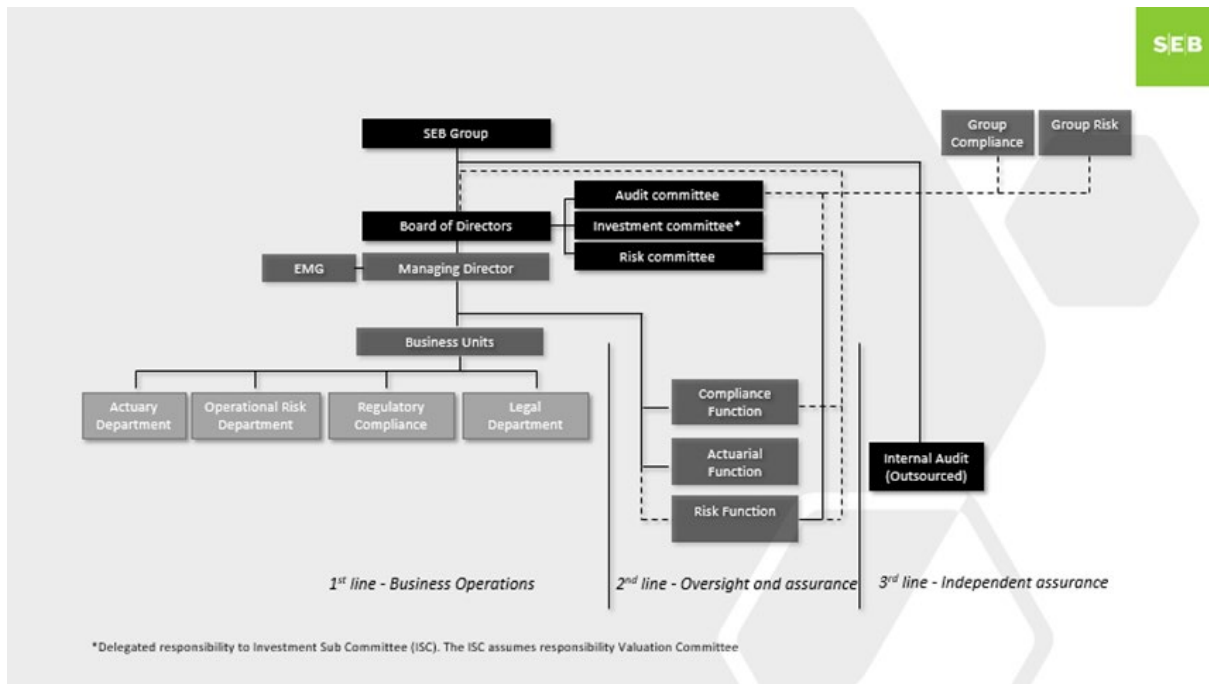 S|E|B
SEB Group
Group
Compliance
Group Risk
Audit committee
Board of Directors
Investment committee*
Risk committee
EMG
Managing Director
Business Units
Actuary
Department
Operational Risk
Department
Regulatory
Compliance
Legal
Department
Compliance
Function
Actuarial
Function
Risk Function
Internal Audit
(Outsourced)
1st line - Business Operations
2nd line - Oversight and assurance
3rd line - Independent assurance
*Delegated responsibility to Investment Sub Committee (ISC). The ISC assumes responsibility Valuation Committee